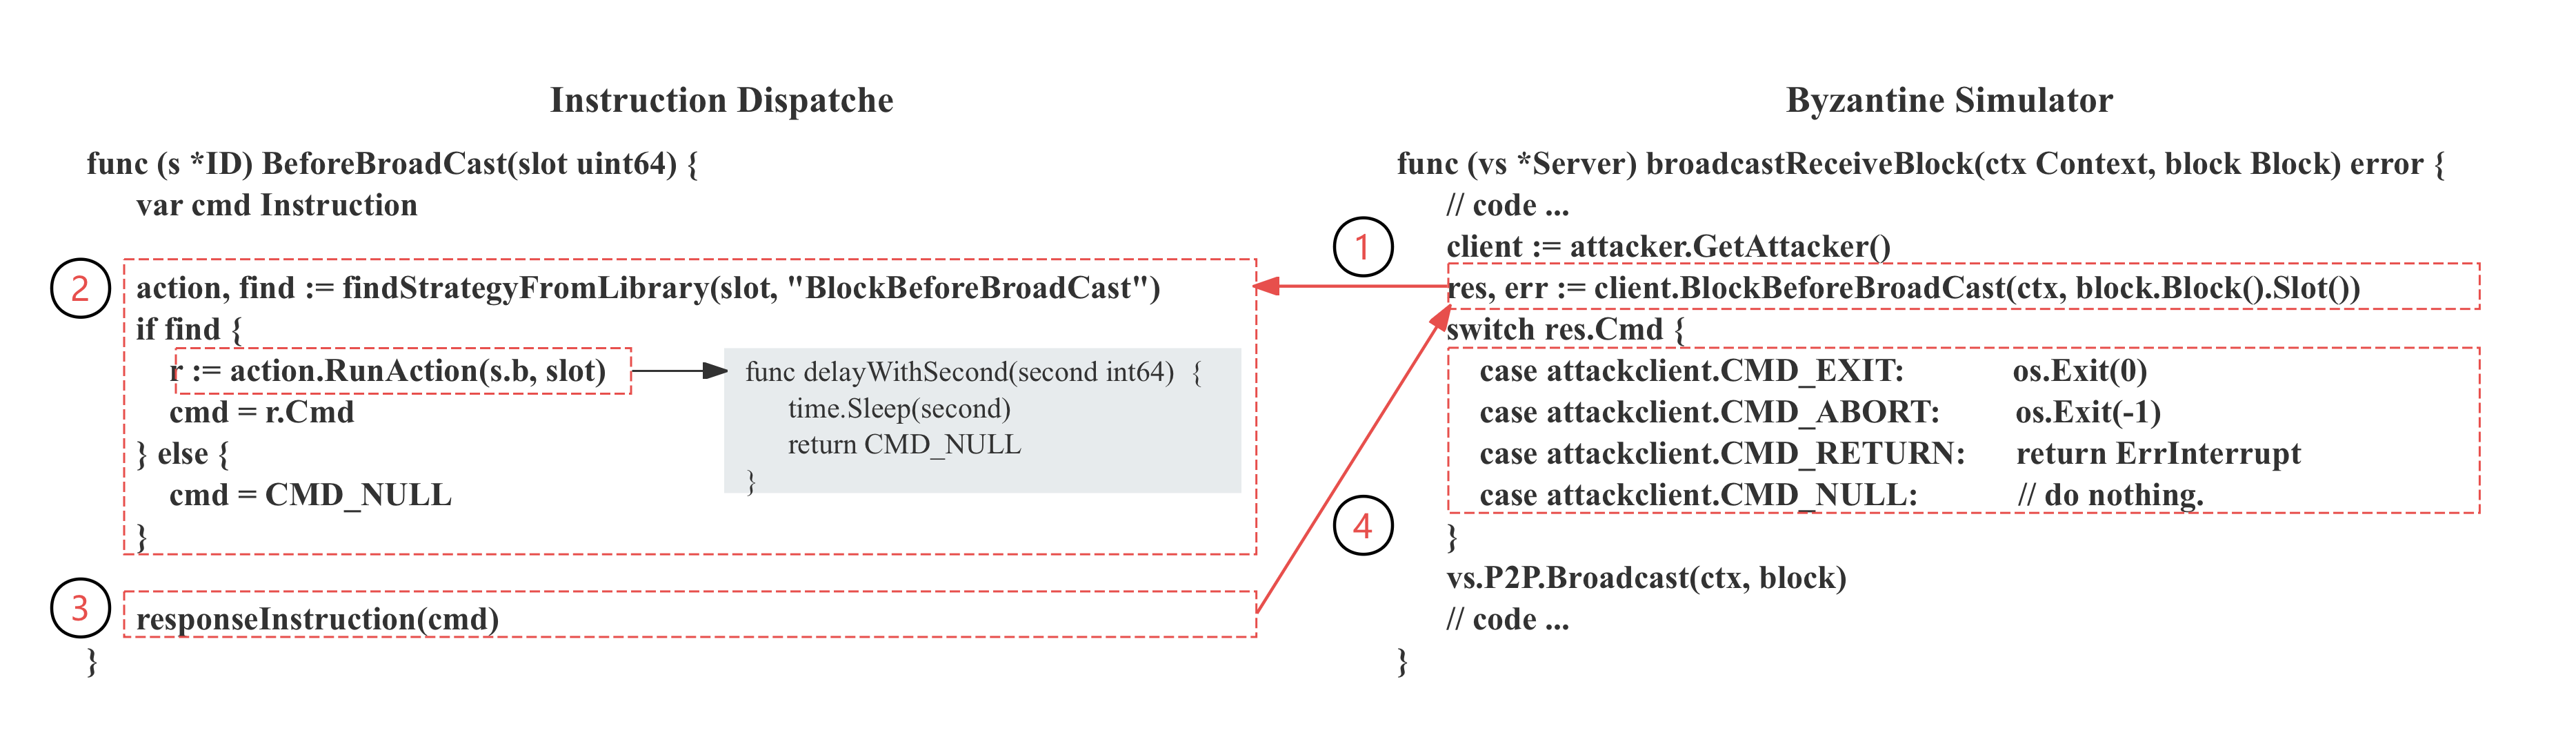 Instruction Dispatche
func (s *ID) BeforeBroadCast(slot uint64) {
var cmd Instruction
2
action, find := findStrategyFromLibrary(slot, "BlockBeforeBroadCast")
if find {
r := action.RunAction(s.b, slot)
cmd = r.Cmd
} else {
cmd = CMD_NULL
}
func delayWithSecond(second int64) {
time.Sleep(second)
return CMD_NULL
}
3
responseInstruction(cmd)
}
1
4
Byzantine Simulator
func (vs *Server) broadcastReceiveBlock(ctx Context, block Block) error {
// code ...
client := attacker.GetAttacker()
res, err := client.BlockBeforeBroadCast(ctx, block.Block().Slot())
switch res.Cmd {
case attackclient.CMD_EXIT: os.Exit(0)
case attackclient.CMD_ABORT: os.Exit(-1)
case attackclient.CMD_RETURN: return ErrInterrupt
case attackclient.CMD_NULL: // do nothing.
}
vs.P2P.Broadcast(ctx, block)
// code ...
}